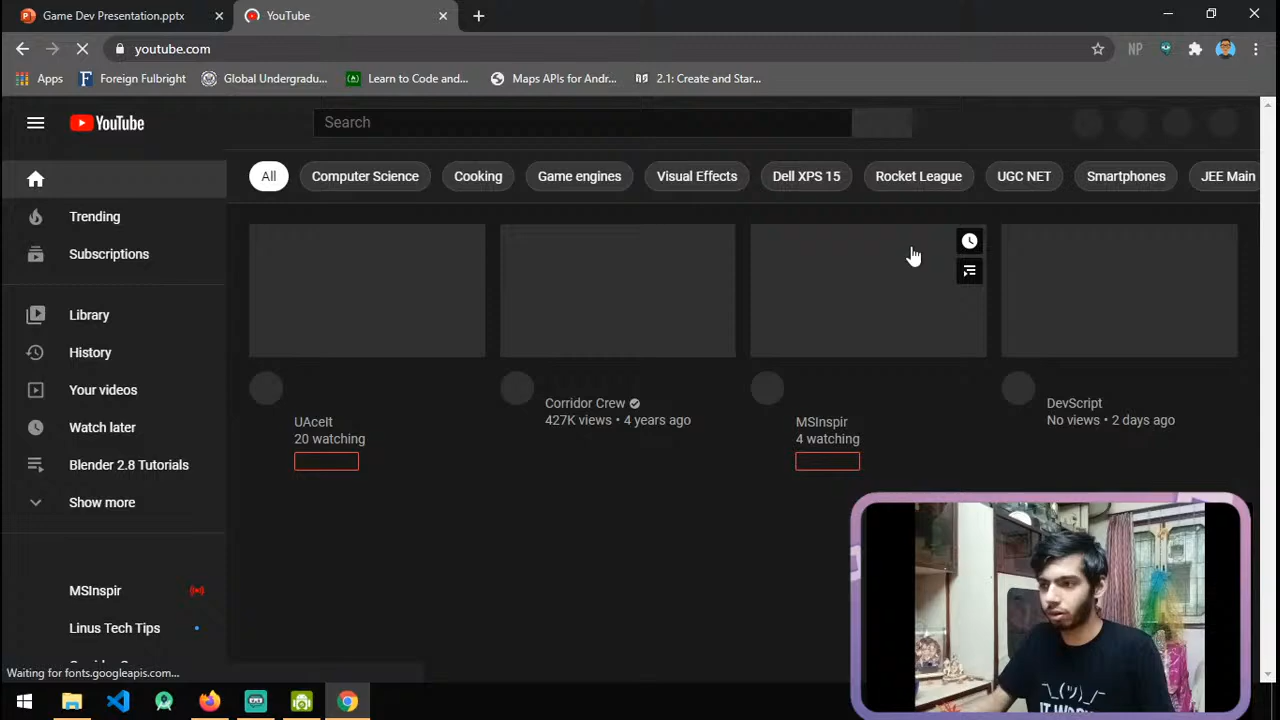 Game Dev Presentation.pptx
YouTube
youtube.com
NP
Apps
Foreign Fulbright
Global Undergradu...
Learn to Code and...
Maps APIs for Andr...
2.1: Create and Star...
YouTube
Search
All
Computer Science
Cooking
Game engines
Visual Effects
Dell XPS 15
Rocket League
UGC NET
Smartphones
JEE Main
Trending
Subscriptions
Library
History
Your videos
Watch later
Blender 2.8 Tutorials
Show more
MSInspir
Linus Tech Tips
UAceIt
20 watching
Corridor Crew
427K views • 4 years ago
MSInspir
4 watching
DevScript
No views • 2 days ago
Waiting for fonts.googleapis.com...
¯\_(ツ)_/¯